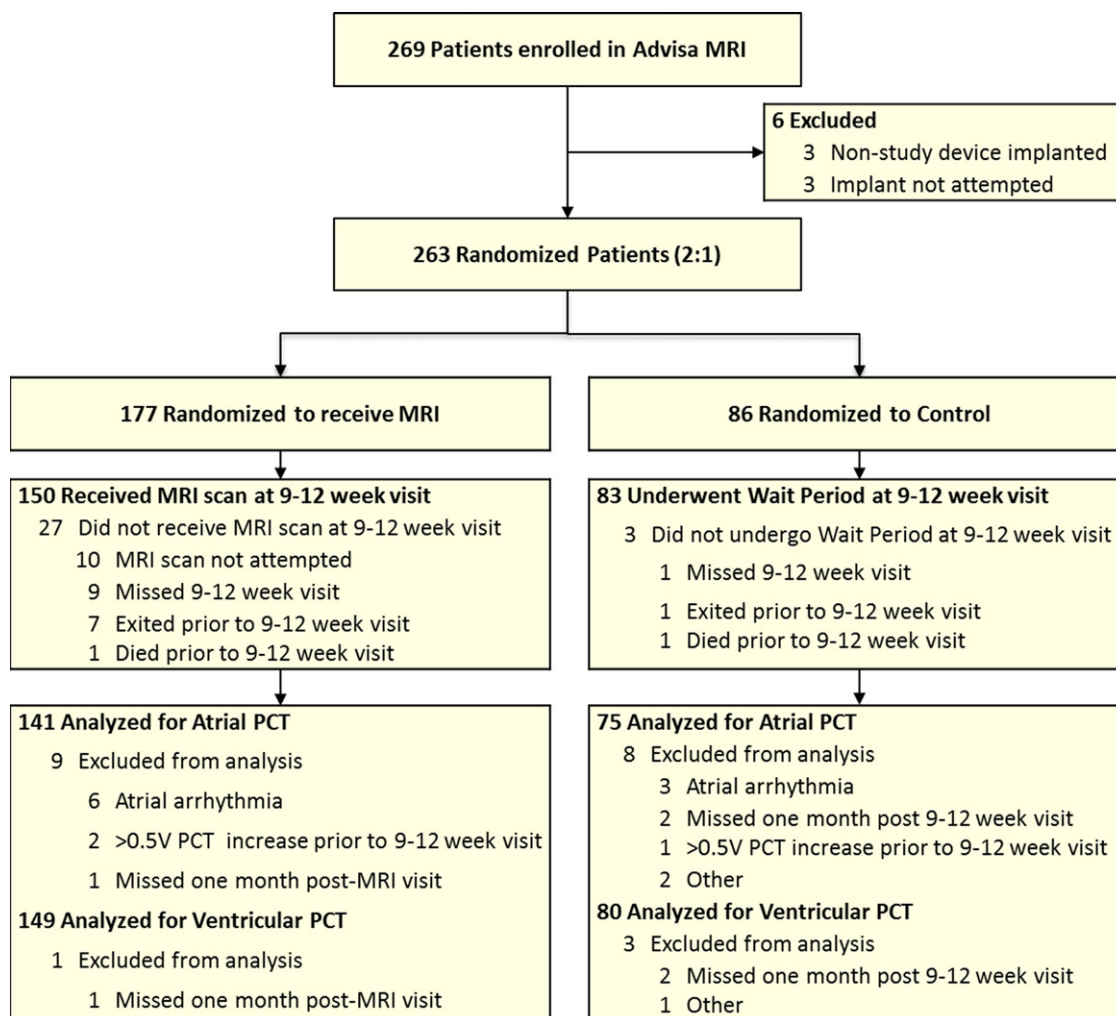 269 Patients enrolled in Advisa MRI
6 Excluded
3 Non-study device implanted
3 Implant not attempted
263 Randomized Patients (2:1)
177 Randomized to receive MRI
86 Randomized to Control
150 Received MRI scan at 9-12 week visit
27 Did not receive MRI scan at 9-12 week visit
10 MRI scan not attempted
9 Missed 9-12 week visit
7 Exited prior to 9-12 week visit
1 Died prior to 9-12 week visit
83 Underwent Wait Period at 9-12 week visit
3 Did not undergo Wait Period at 9-12 week visit
1 Missed 9-12 week visit
1 Exited prior to 9-12 week visit
1 Died prior to 9-12 week visit
141 Analyzed for Atrial PCT
9 Excluded from analysis
6 Atrial arrhythmia
2 >0.5V PCT increase prior to 9-12 week visit
1 Missed one month post-MRI visit
149 Analyzed for Ventricular PCT
1 Excluded from analysis
1 Missed one month post-MRI visit
75 Analyzed for Atrial PCT
8 Excluded from analysis
3 Atrial arrhythmia
2 Missed one month post 9-12 week visit
1 >0.5V PCT increase prior to 9-12 week visit
2 Other
80 Analyzed for Ventricular PCT
3 Excluded from analysis
2 Missed one month post 9-12 week visit
1 Other